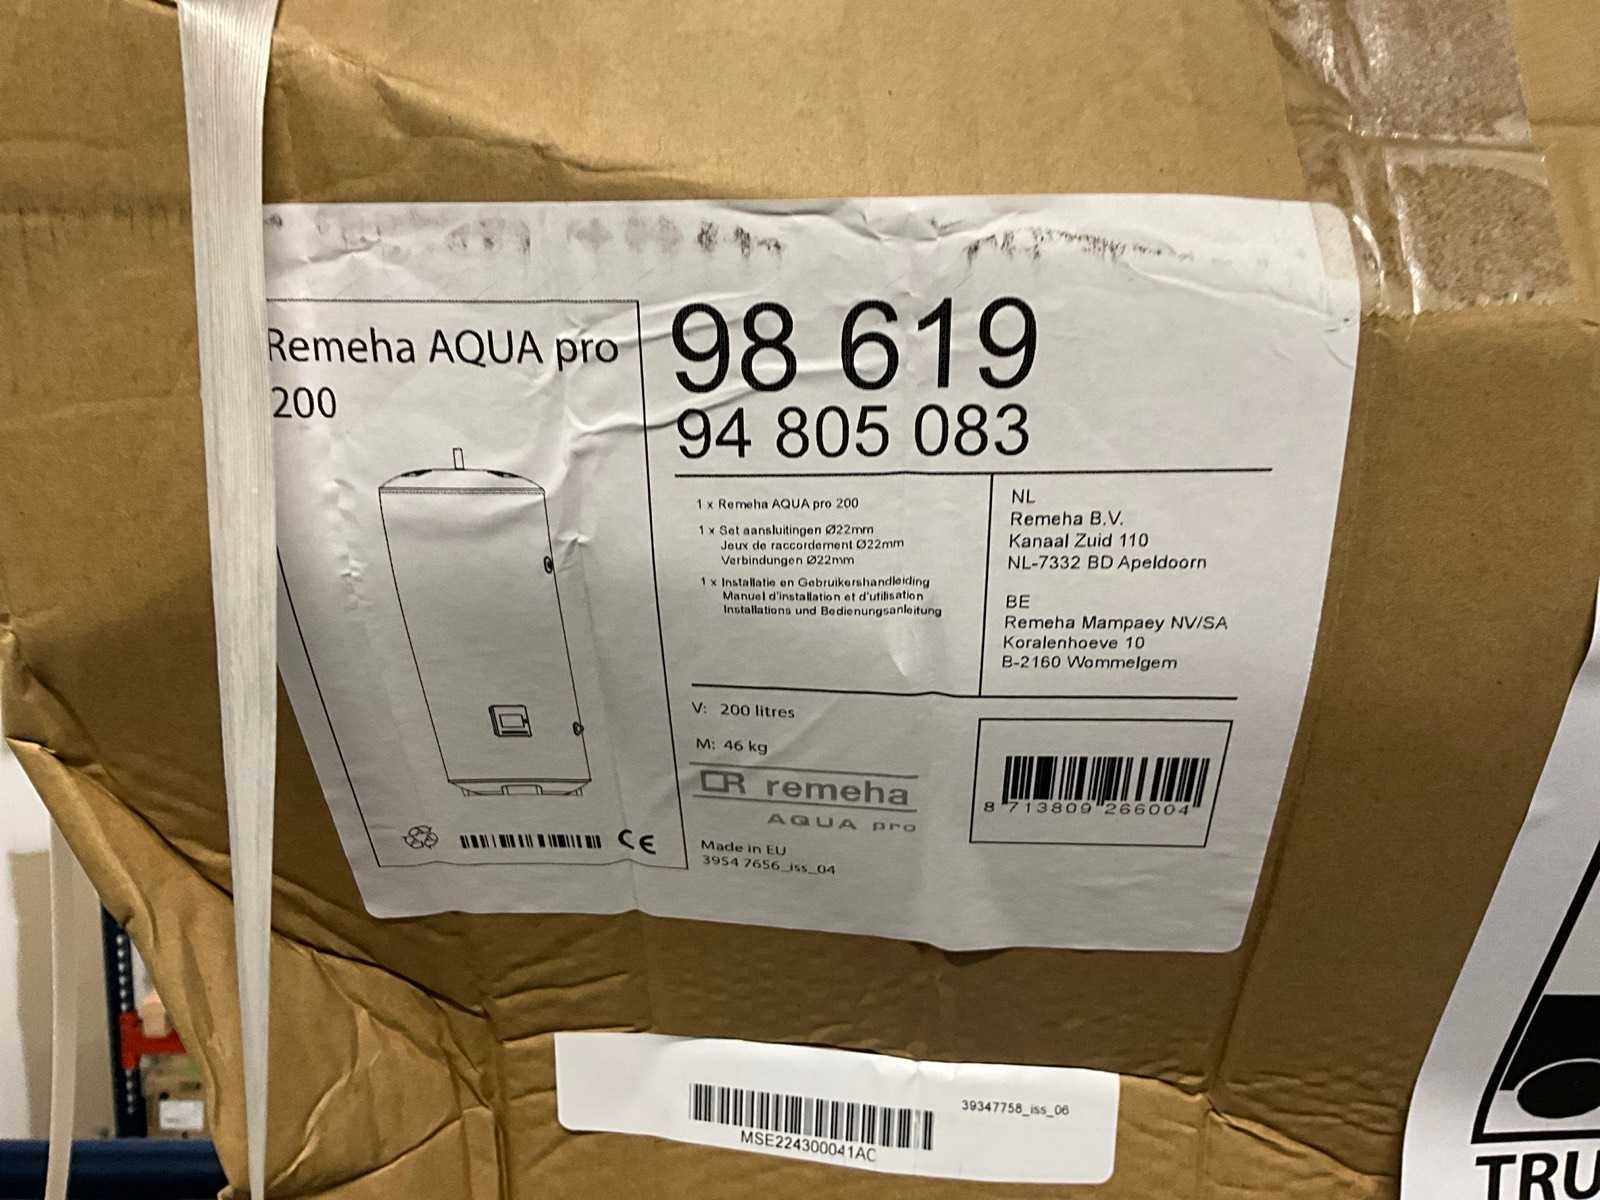 Remeha AQUA pro
200
98 619
94 805 083
1 x Remeha AQUA pro 200
1 x Set aansluitingen Ø22mm
Jeux de raccordement Ø22mm
Verbindungen Ø22mm
1 x Installatie en Gebruikershandleiding
Manuel d'installation et d'utilisation
Installations und Bedienungsanleitung
NL
Remeha B.V.
Kanaal Zuid 110
NL-7332 BD Apeldoorn
BE
Remeha Mampaey NV/SA
Koralenhoeve 10
B-2160 Wommelgem
V: 200 litres
M: 46 kg
remeha
AQUA pro
Made in EU
3954 7656_iss_04
CE
8 713809 266004
39347758_iss_06
MSE224300041AC
TRU